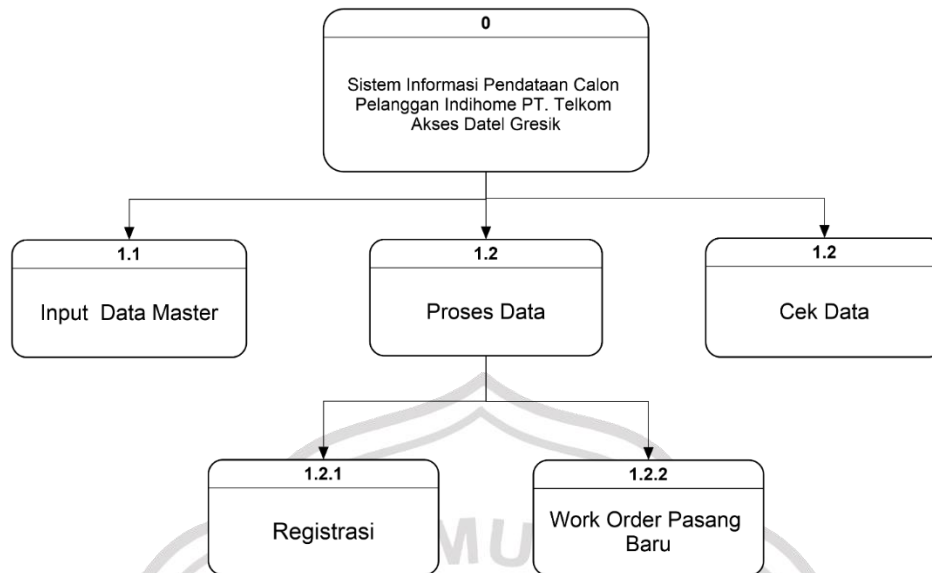 0
Sistem Informasi Pendataan Calon
Pelanggan Indihome PT. Telkom
Akses Datel Gresik
1.1
Input Data Master
1.2
Proses Data
1.2
Cek Data
1.2.1
Registrasi
1.2.2
Work Order Pasang
Baru
MU